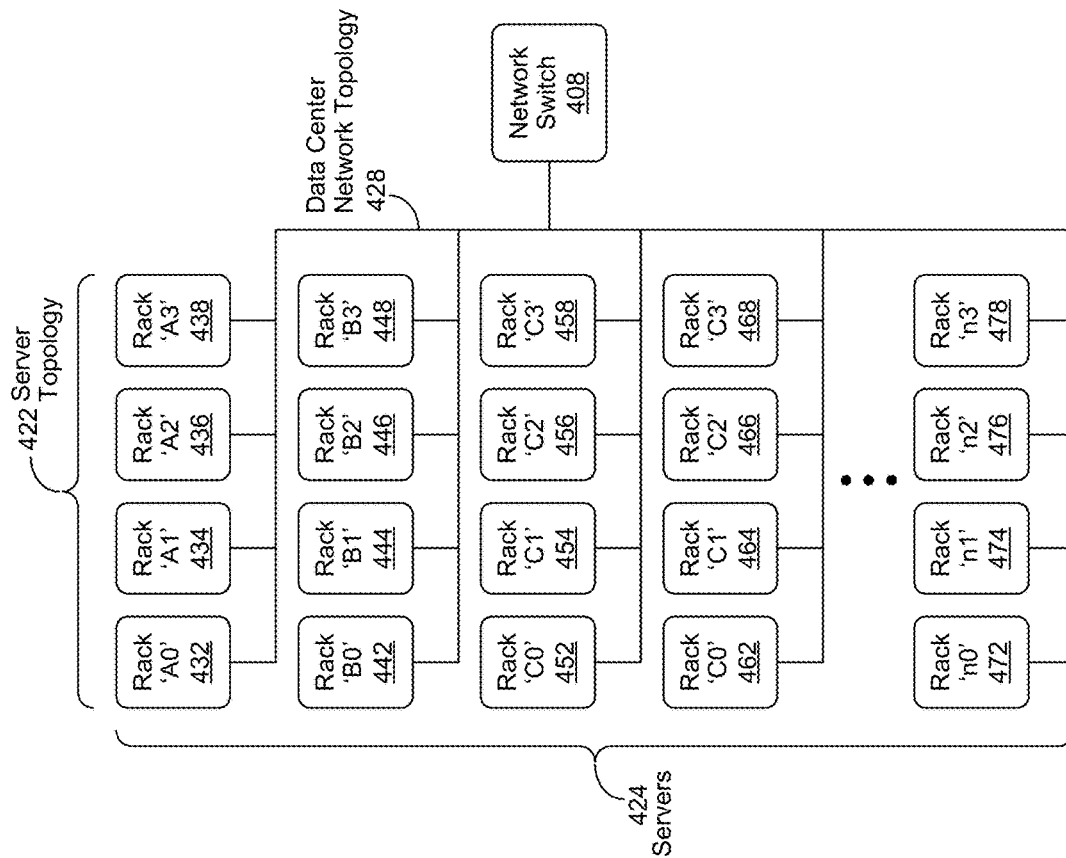 422 Server
Topology
Rack
‘A0’
432
Rack
‘A1’
434
Rack
‘A2’
436
Rack
‘A3’
438
Data Center
Network Topology
428
Rack
‘B0’
442
Rack
‘B1’
444
Rack
‘B2’
446
Rack
‘B3’
448
Network
Switch
408
Rack
‘C0’
452
Rack
‘C1’
454
Rack
‘C2’
456
Rack
‘C3’
458
Rack
‘C0’
462
Rack
‘C1’
464
Rack
‘C2’
466
Rack
‘C3’
468
Rack
‘n0’
472
Rack
‘n1’
474
Rack
‘n2’
476
Rack
‘n3’
478
424
Servers